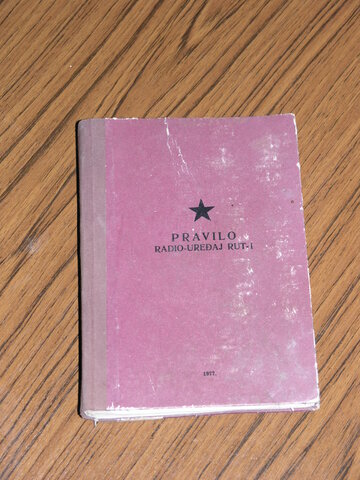 PRAVILO
RADIO-UREĐAJ RUT-1
1977.